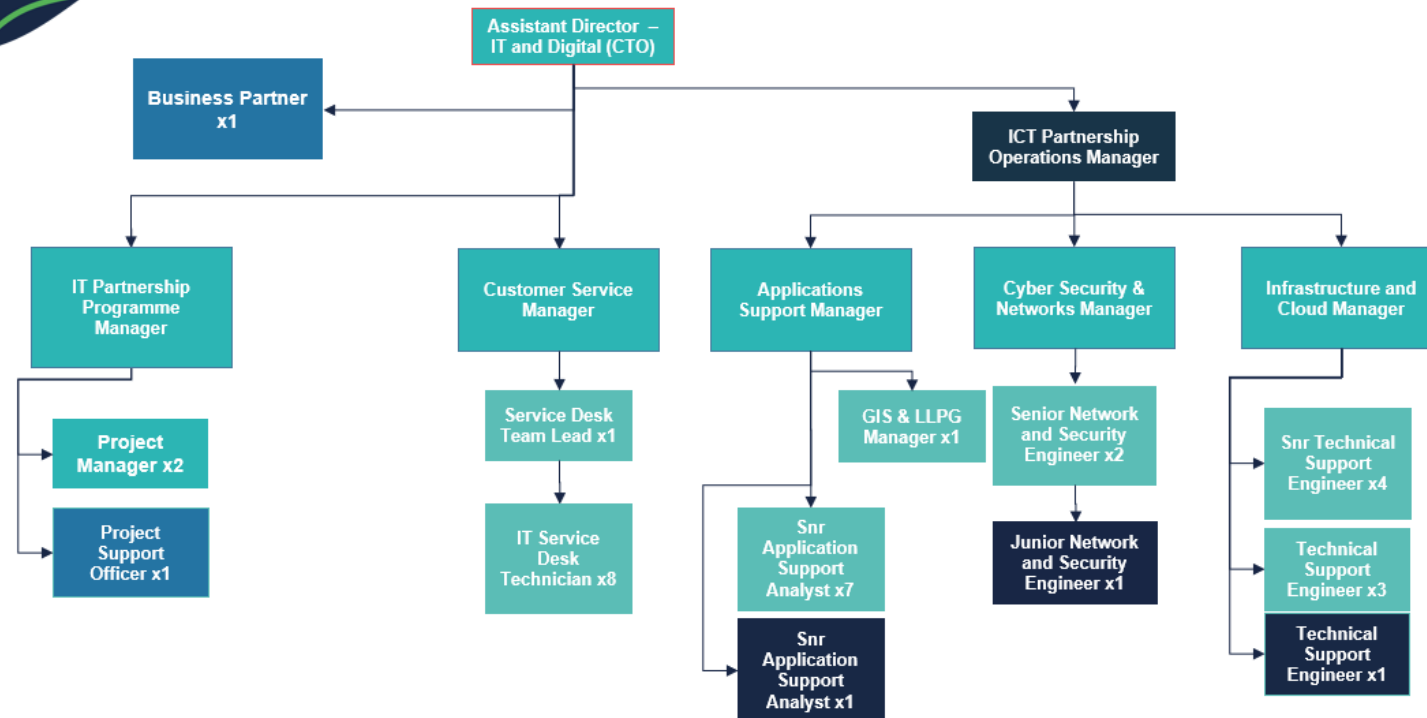 Assistant Director –
IT and Digital (CTO)
Business Partner
x1
ICT Partnership
Operations Manager
IT Partnership
Programme
Manager
Customer Service
Manager
Applications
Support Manager
Cyber Security &
Networks Manager
Infrastructure and
Cloud Manager
Project
Manager x2
Project
Support
Officer x1
Service Desk
Team Lead x1
IT Service
Desk
Technician x8
GIS & LLPG
Manager x1
Snr
Application
Support
Analyst x7
Snr
Application
Support
Analyst x1
Senior Network
and Security
Engineer x2
Junior Network
and Security
Engineer x1
Snr Technical
Support
Engineer x4
Technical
Support
Engineer x3
Technical
Support
Engineer x1